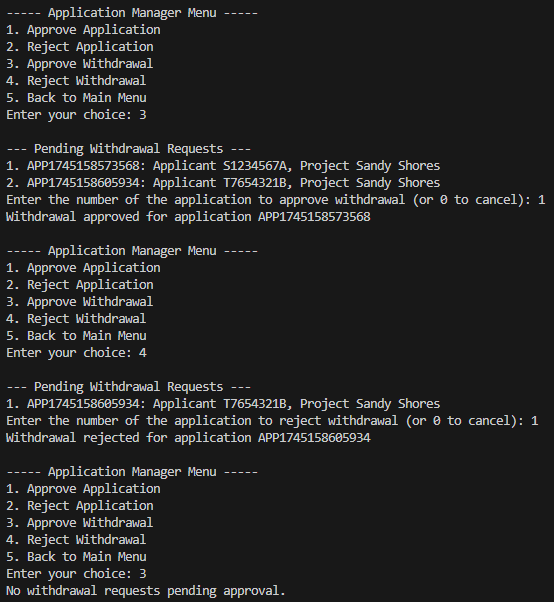 ----- Application Manager Menu -----
1. Approve Application
2. Reject Application
3. Approve Withdrawal
4. Reject Withdrawal
5. Back to Main Menu
Enter your choice: 3

--- Pending Withdrawal Requests ---
1. APP1745158573568: Applicant S1234567A, Project Sandy Shores
2. APP1745158605934: Applicant T7654321B, Project Sandy Shores
Enter the number of the application to approve withdrawal (or 0 to cancel): 1
Withdrawal approved for application APP1745158573568

----- Application Manager Menu -----
1. Approve Application
2. Reject Application
3. Approve Withdrawal
4. Reject Withdrawal
5. Back to Main Menu
Enter your choice: 4

--- Pending Withdrawal Requests ---
1. APP1745158605934: Applicant T7654321B, Project Sandy Shores
Enter the number of the application to reject withdrawal (or 0 to cancel): 1
Withdrawal rejected for application APP1745158605934

----- Application Manager Menu -----
1. Approve Application
2. Reject Application
3. Approve Withdrawal
4. Reject Withdrawal
5. Back to Main Menu
Enter your choice: 3
No withdrawal requests pending approval.